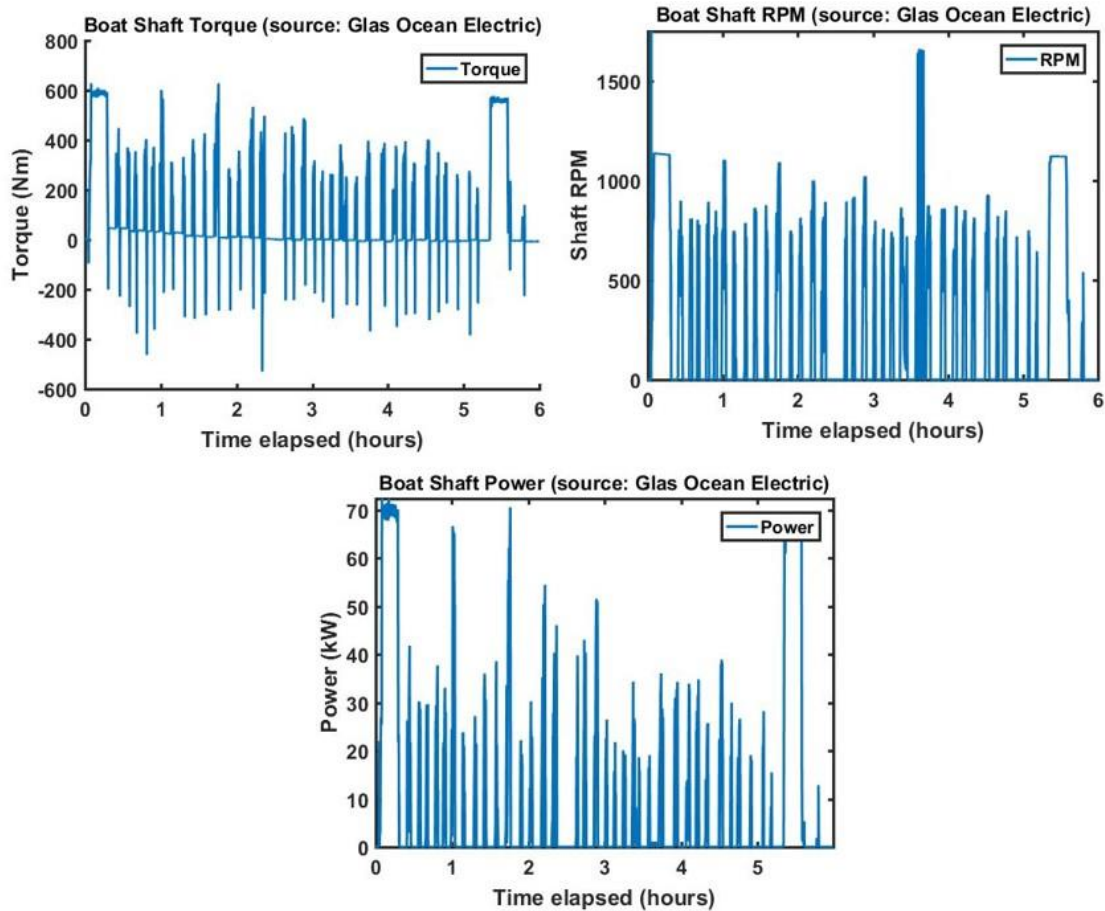 Boat Shaft Torque (source: Glas Ocean Electric)
Torque
800
600
400
200
0
-200
-400
-600
Torque (Nm)
0 1 2 3 4 5 6
Time elapsed (hours)
Boat Shaft RPM (source: Glas Ocean Electric)
RPM
1500
1000
500
0
Shaft RPM
0 1 2 3 4 5 6
Time elapsed (hours)
Boat Shaft Power (source: Glas Ocean Electric)
Power
70
60
50
40
30
20
10
0
Power (kW)
0 1 2 3 4 5
Time elapsed (hours)